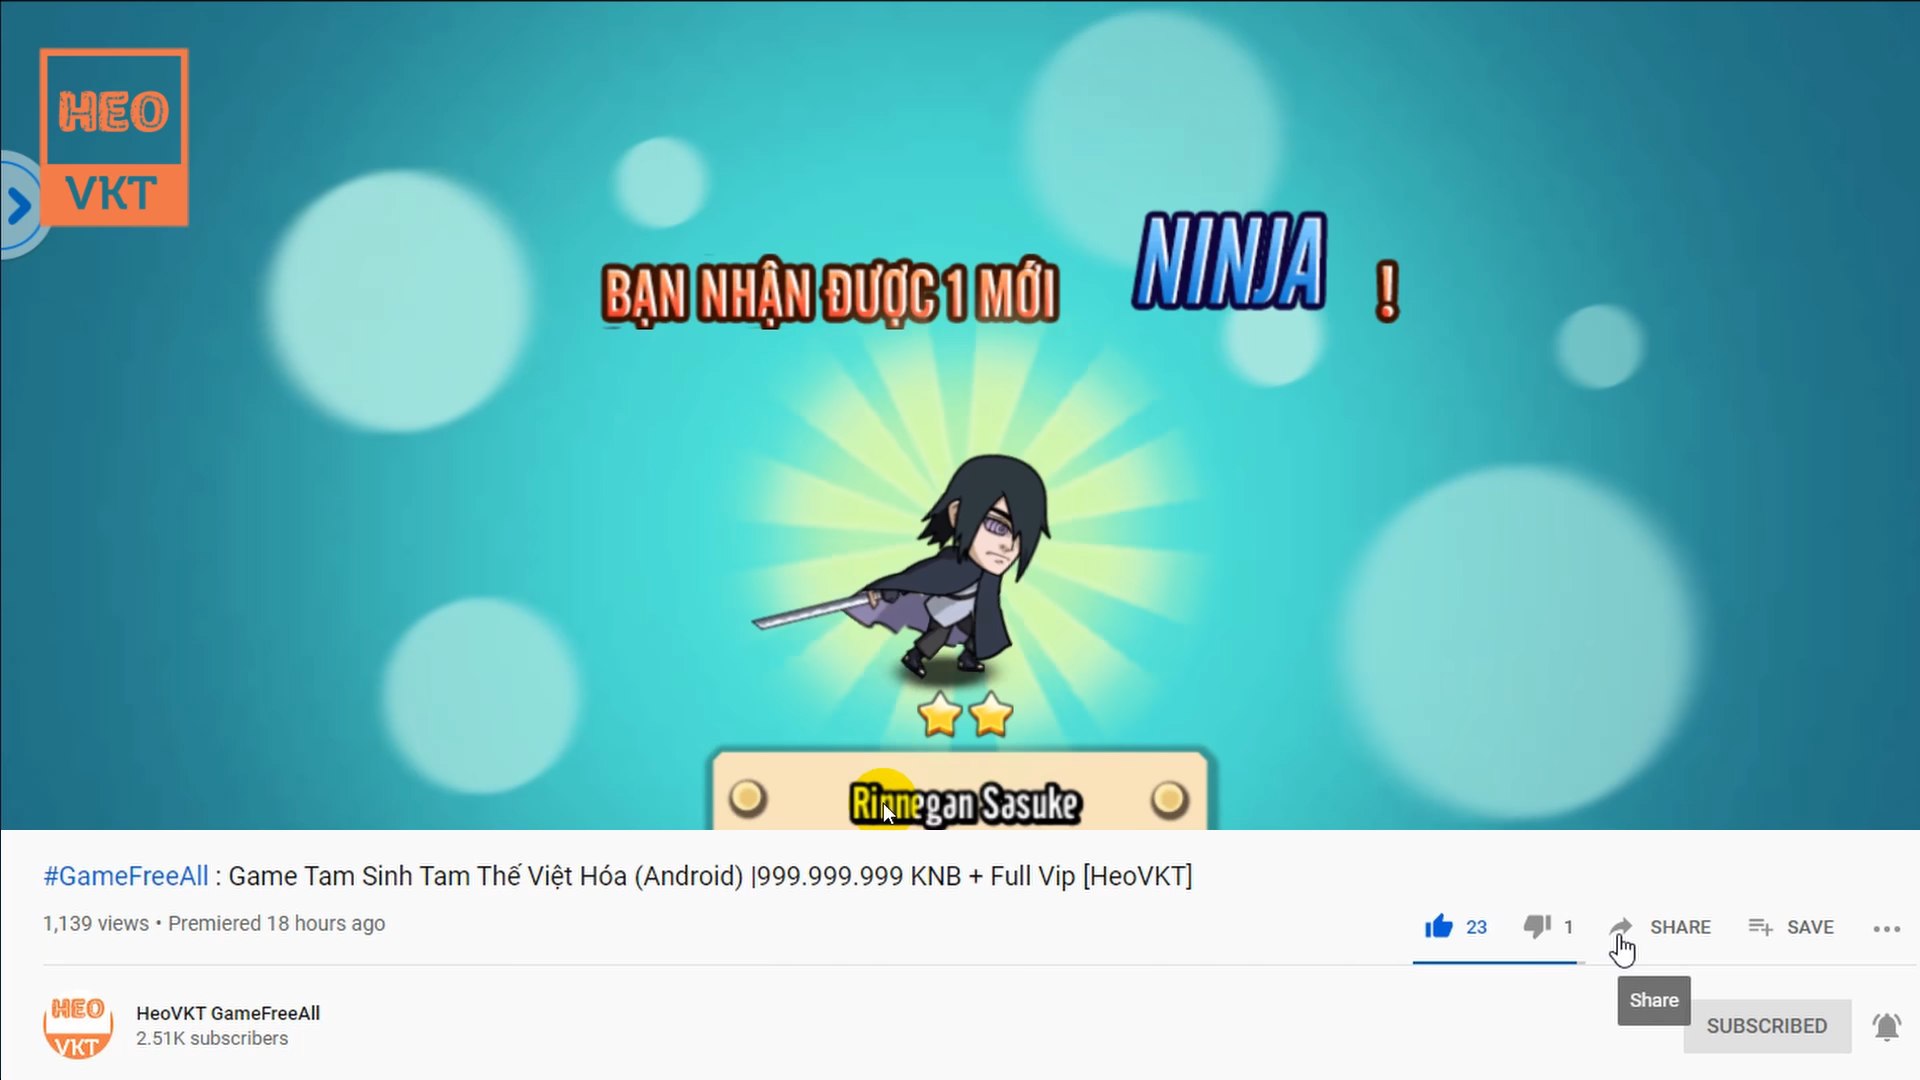 HEO
VKT
BẠN NHẬN ĐƯỢC 1 MỚI NINJA !
Rinnegan Sasuke
#GameFreeAll : Game Tam Sinh Tam Thế Việt Hóa (Android) |999.999.999 KNB + Full Vip [HeoVKT]
1,139 views • Premiered 18 hours ago
23 1 SHARE SAVE
Share
HEO
VKT
HeoVKT GameFreeAll
2.51K subscribers
SUBSCRIBED